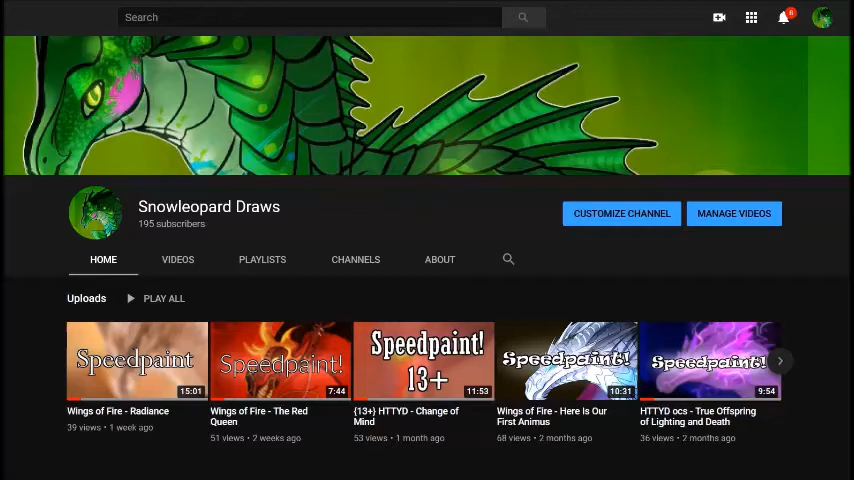 Search
6
Snowleopard Draws
195 subscribers
CUSTOMIZE CHANNEL
MANAGE VIDEOS
HOME
VIDEOS
PLAYLISTS
CHANNELS
ABOUT
Uploads
PLAY ALL
Speedpaint
15:01
Speedpaint!
7:44
Speedpaint!
13+
11:53
Speedpaint!
10:31
Speedpaint!
9:54
Wings of Fire - Radiance
39 views • 1 week ago
Wings of Fire - The Red
Queen
51 views • 2 weeks ago
{13+} HTTYD - Change of
Mind
53 views • 1 month ago
Wings of Fire - Here Is Our
First Animus
68 views • 2 months ago
HTTYD ocs - True Offspring
of Lighting and Death
36 views • 2 months ago